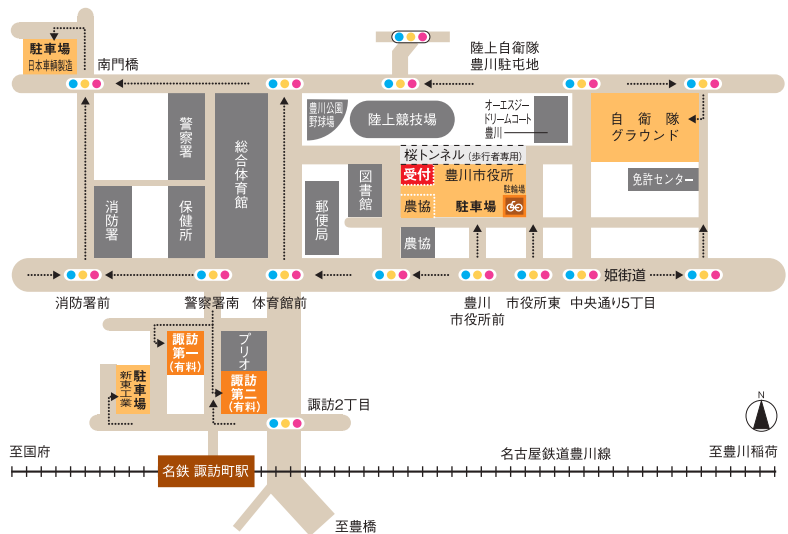 駐車場
日本車輌製造
南門橋
陸上自衛隊
豊川駐屯地
警察署
総合体育館
豊川公園
野球場
陸上競技場
オーエスジー
ドリームコート
豊川
自 衛 隊
グラウンド
桜トンネル(歩行者専用)
受付
豊川市役所
駐輪場
農協
駐車場
免許センター
図書館
消防署
保健所
郵便局
農協
姫街道
消防署前
警察署南
体育館前
豊川
市役所前
市役所東
中央通り5丁目
諏訪
第一
(有料)
プリオ
諏訪
第二
(有料)
駐車場
新東工業
諏訪2丁目
N
至国府
名鉄 諏訪町駅
名古屋鉄道豊川線
至豊川稲荷
至豊橋